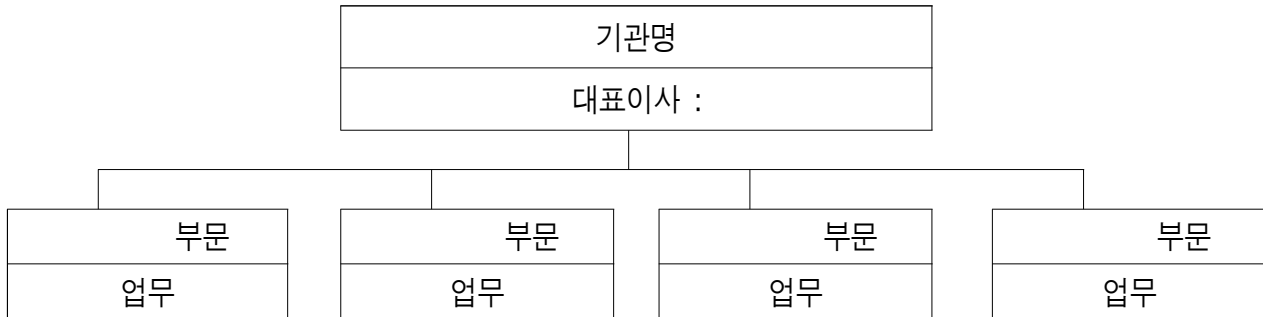 기관명
대표이사 :
부문 부문 부문 부문
업무 업무 업무 업무